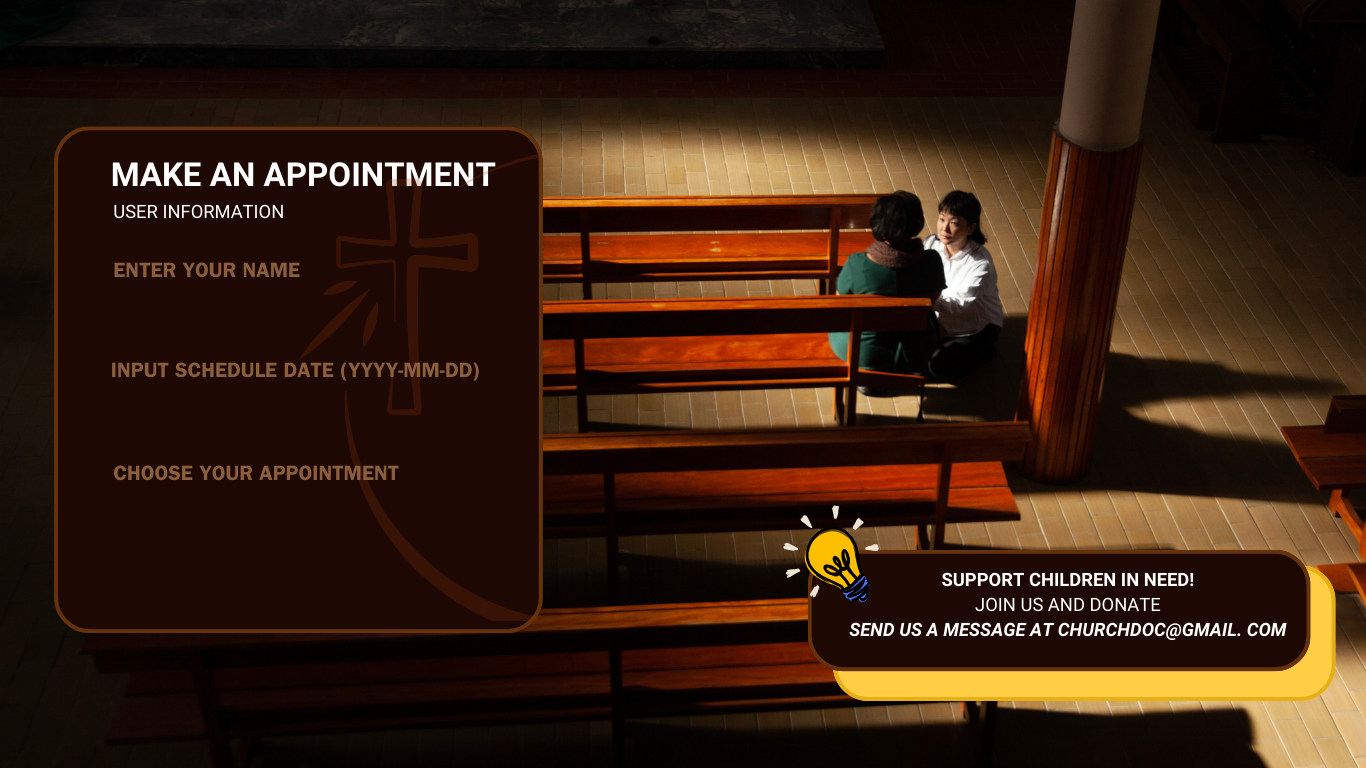 MAKE AN APPOINTMENT
USER INFORMATION
ENTER YOUR NAME
INPUT SCHEDULE DATE (YYYY-MM-DD)
CHOOSE YOUR APPOINTMENT
SUPPORT CHILDREN IN NEED!
JOIN US AND DONATE
SEND US A MESSAGE AT CHURCHDOC@GMAIL. COM